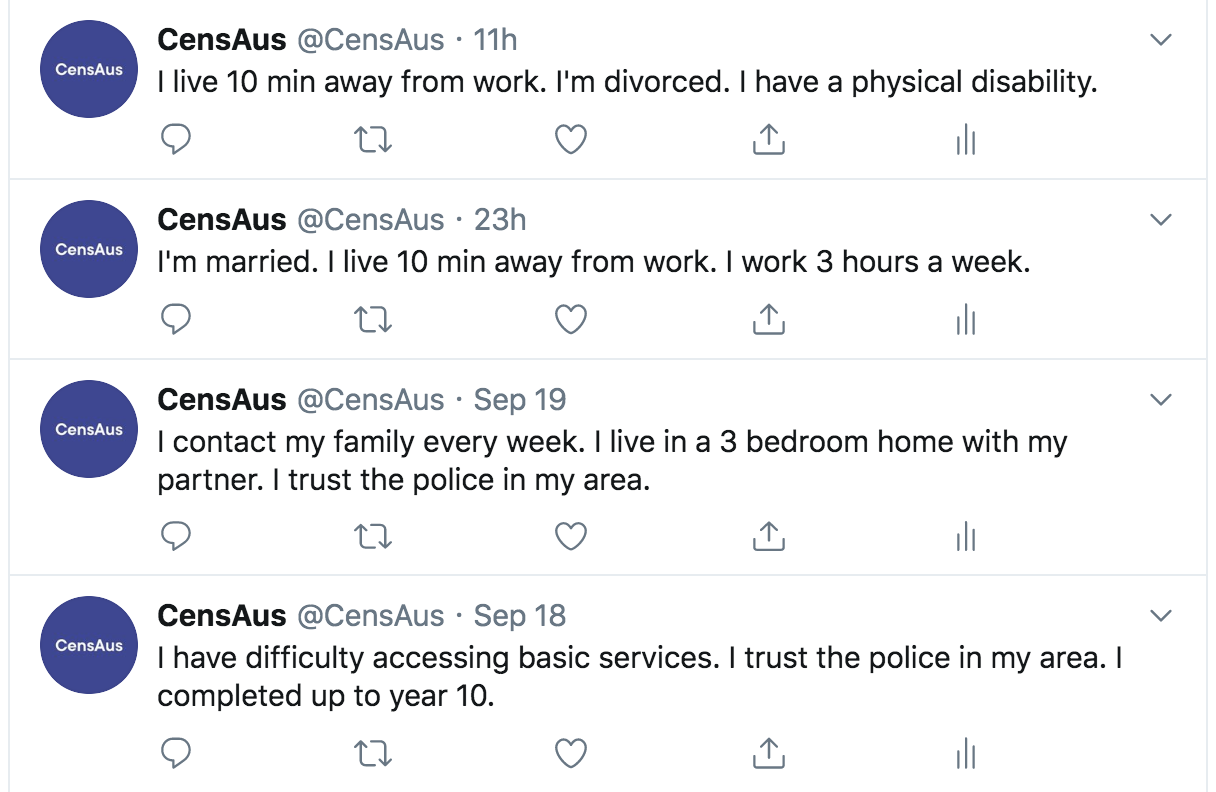 CensAus
CensAus @CensAus · 11h
I live 10 min away from work. I'm divorced. I have a physical disability.
CensAus
CensAus @CensAus · 23h
I'm married. I live 10 min away from work. I work 3 hours a week.
CensAus
CensAus @CensAus · Sep 19
I contact my family every week. I live in a 3 bedroom home with my
partner. I trust the police in my area.
CensAus
CensAus @CensAus · Sep 18
I have difficulty accessing basic services. I trust the police in my area. I
completed up to year 10.